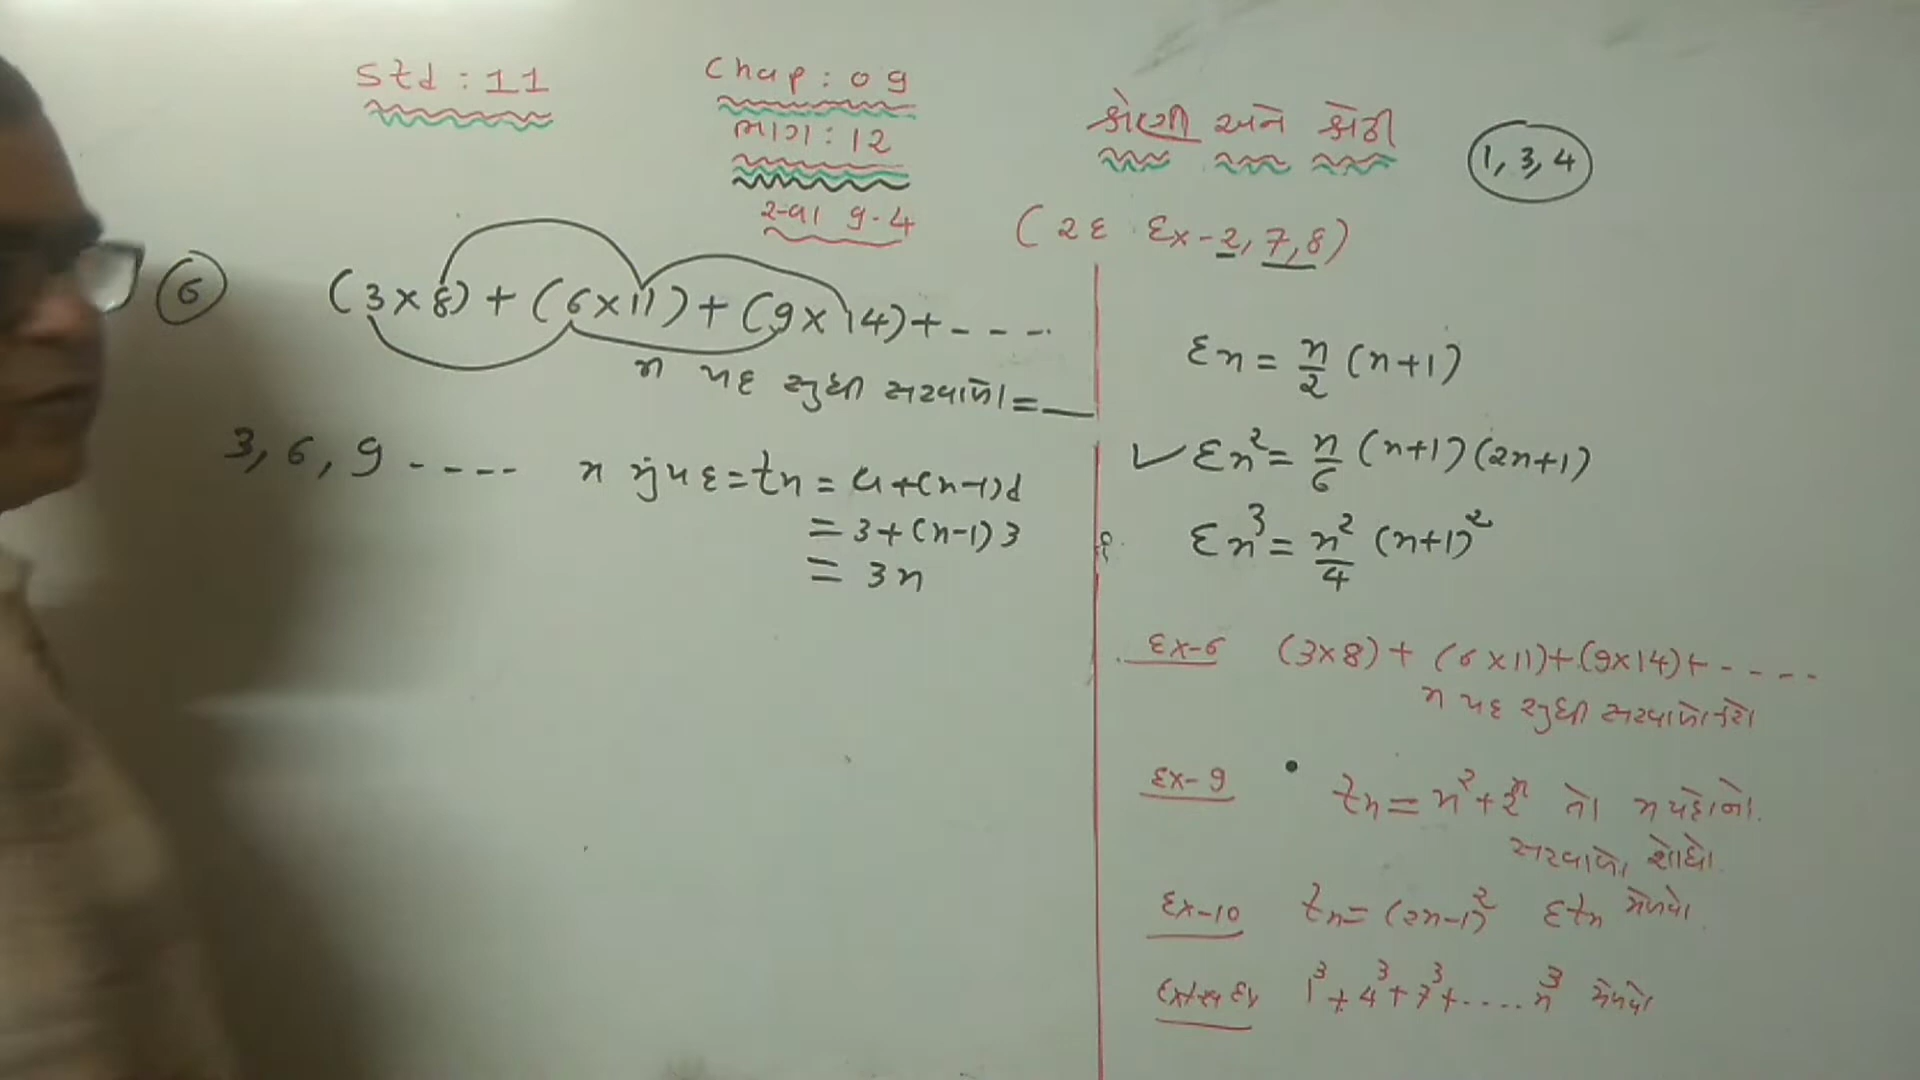 Std : 11
Chap : 09
ભાગ : 12
સ્વા 9.4
શ્રેણી અને શ્રેઢી
1, 3, 4
(રદ Ex-2, 7, 8)
6
(3×8) + (6×11) + (9×14) + ----
n પદ સુધી સરવાળો = __
3, 6, 9 ----
n મું પદ = tn = a+(n-1)d
= 3+(n-1)3
= 3n
Σn = n/2 (n+1)
✓ Σn² = n/6 (n+1)(2n+1)
Σn³ = n²/4 (n+1)²
Ex-6 (3×8) + (6×11) + (9×14) + ----
n પદ સુધી સરવાળો
Ex-9 tn = n²+2ⁿ તો n પદોનો
સરવાળો શોધો.
Ex-10 tn = (2n-1)² Σtn મેળવો.
Extra Ex 1³ + 4³ + 7³ + .... n³ મેળવો